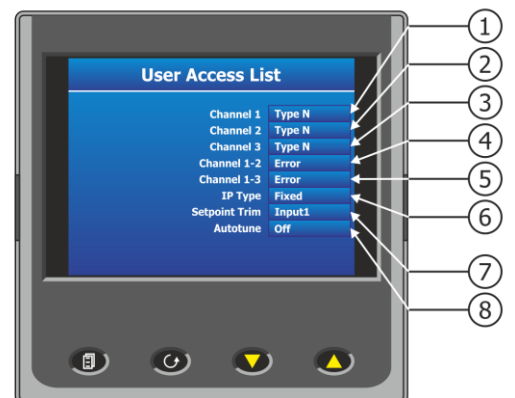 User Access List
Channel 1 Type N
Channel 2 Type N
Channel 3 Type N
Channel 1-2 Error
Channel 1-3 Error
IP Type Fixed
Setpoint Trim Input1
Autotune Off
1
2
3
4
5
6
7
8